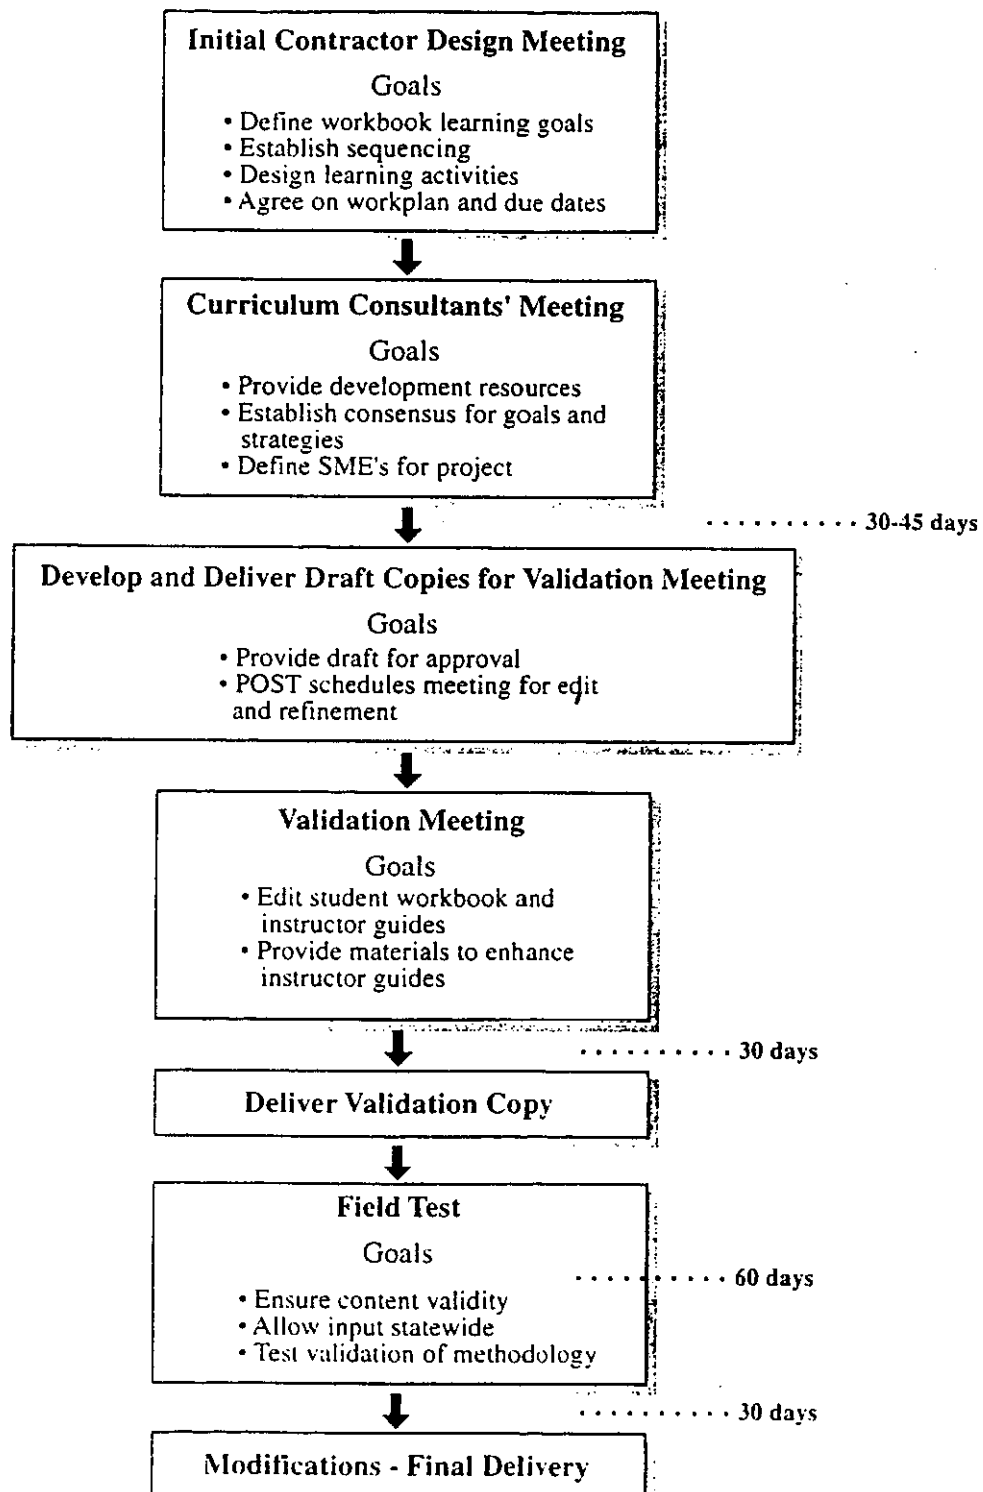 Initial Contractor Design Meeting
Goals
• Define workbook learning goals
• Establish sequencing
• Design learning activities
• Agree on workplan and due dates
Curriculum Consultants' Meeting
Goals
• Provide development resources
• Establish consensus for goals and
strategies
• Define SME's for project
. . . . . . . . . . 30-45 days
Develop and Deliver Draft Copies for Validation Meeting
Goals
• Provide draft for approval
• POST schedules meeting for edit
and refinement
Validation Meeting
Goals
• Edit student workbook and
instructor guides
• Provide materials to enhance
instructor guides
. . . . . . . . . . 30 days
Deliver Validation Copy
Field Test
Goals
. . . . . . . . . . 60 days
• Ensure content validity
• Allow input statewide
• Test validation of methodology
. . . . . . . . . . 30 days
Modifications - Final Delivery